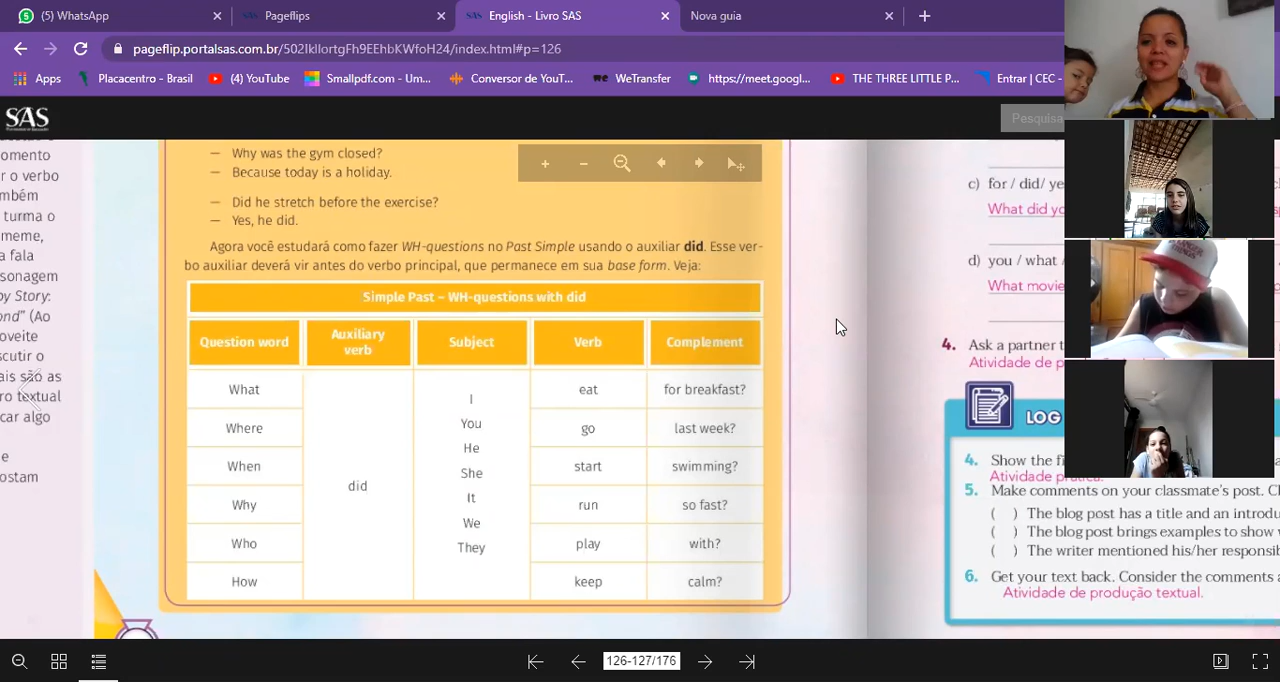 (5) WhatsApp
Pageflips
English - Livro SAS
Nova guia
pageflip.portalsas.com.br/502IkllortgFh9EEhbKWfoH24/index.html#p=126
Apps
Placacentro - Brasil
(4) YouTube
Smallpdf.com - Um...
Conversor de YouT...
WeTransfer
https://meet.googl...
THE THREE LITTLE P...
Entrar | CEC -
SAS
Pesquisa
omento
r o verbo
mbém
turma o
meme,
a fala
sonagem
oy Story:
ond" (Ao
oveite
scutir o
ais são as
ro textual
car algo
e
ostam
— Why was the gym closed?
— Because today is a holiday.
— Did he stretch before the exercise?
— Yes, he did.
Agora você estudará como fazer WH-questions no Past Simple usando o auxiliar did. Esse ver-
bo auxiliar deverá vir antes do verbo principal, que permanece em sua base form. Veja:
Simple Past – WH-questions with did
Question word Auxiliary verb Subject Verb Complement
What eat for breakfast?
Where go last week?
When start swimming?
Why run so fast?
Who play with?
How keep calm?
did
I
You
He
She
It
We
They
c) for / did/ ye
What did yo
d) you / what /
What movie
4. Ask a partner t
Atividade de p
LOG
4. Show the fi
Atividade prática.
5. Make comments on your classmate's post. C
( ) The blog post has a title and an introdu
( ) The blog post brings examples to show
( ) The writer mentioned his/her responsi
6. Get your text back. Consider the comments a
Atividade de produção textual.
126-127/176